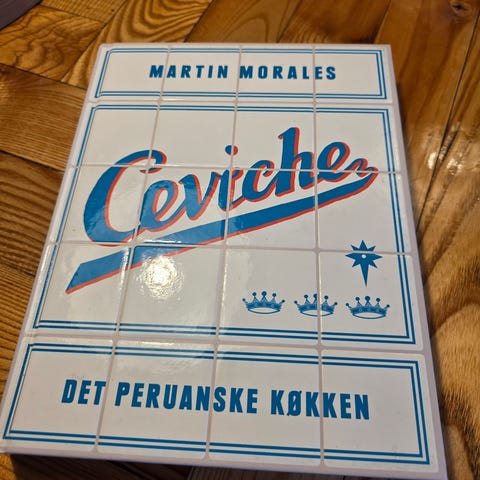 MARTIN MORALES
Ceviche
DET PERUANSKE KØKKEN